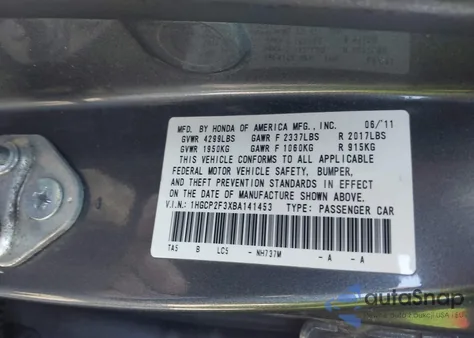 MFD. BY HONDA OF AMERICA MFG., INC. 06/'11
GVWR 4299LBS GAWR F 2337LBS R 2017LBS
GVWR 1950KG GAWR F 1060KG R 915KG
THIS VEHICLE CONFORMS TO ALL APPLICABLE
FEDERAL MOTOR VEHICLE SAFETY, BUMPER,
AND THEFT PREVENTION STANDARDS IN EFFECT
ON THE DATE OF MANUFACTURE SHOWN ABOVE.
V.I.N.: 1HGCP2F3XBA141453 TYPE: PASSENGER CAR
TA5 B LC5 - NH737M - A - A
autoSnap